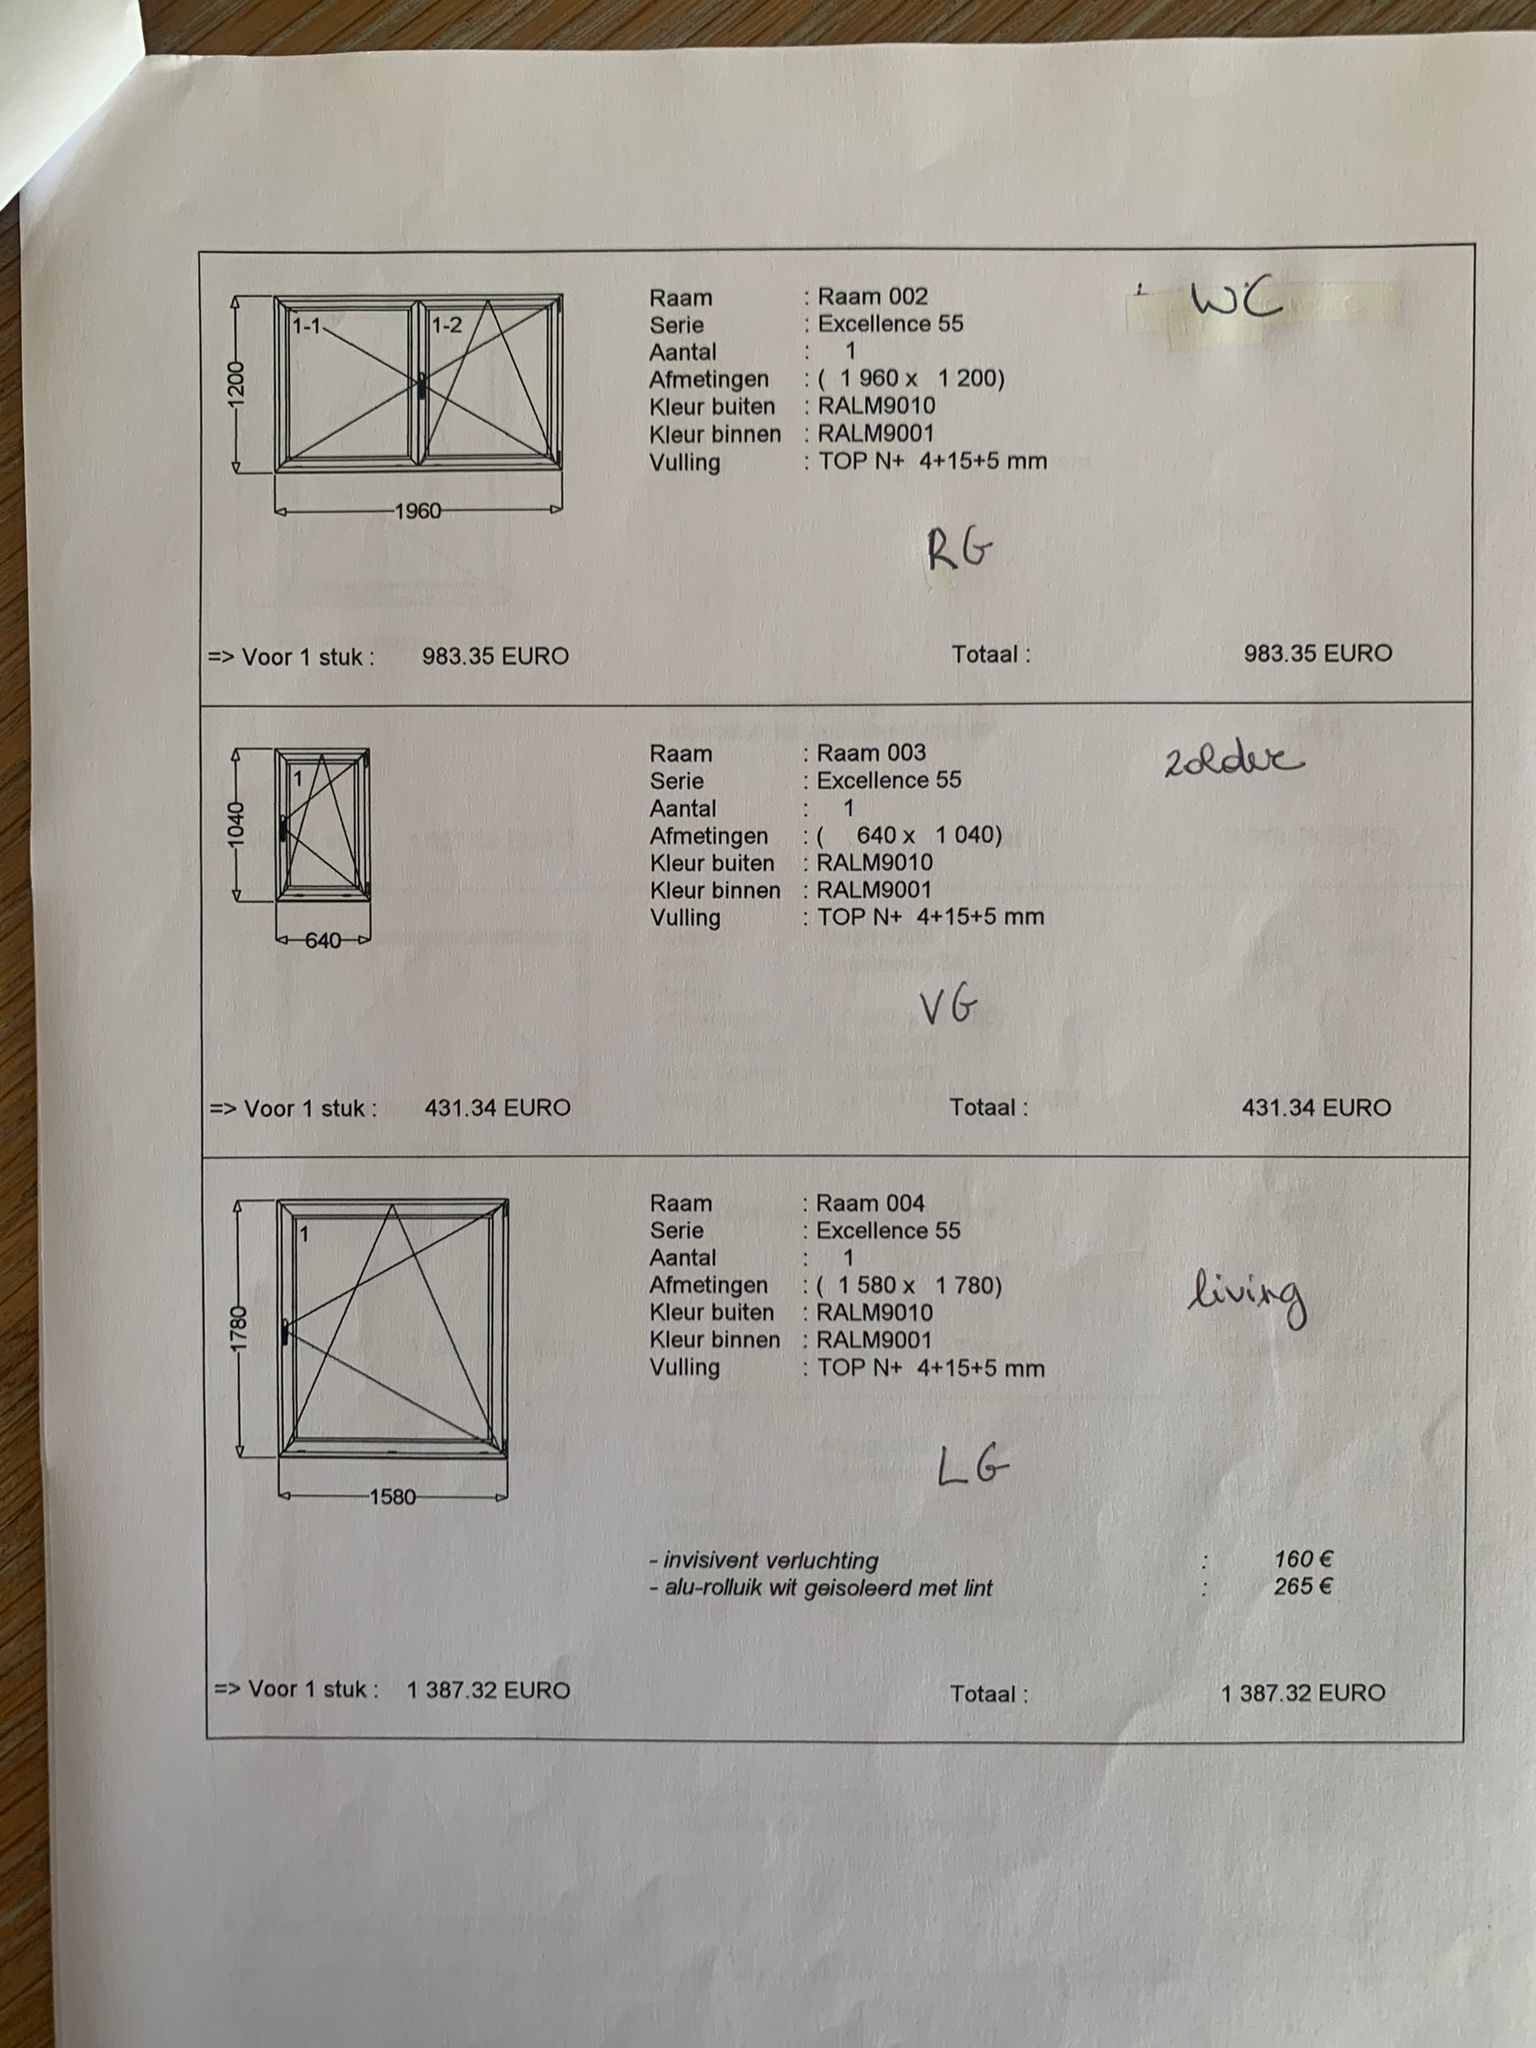 WC
Raam : Raam 002
Serie : Excellence 55
Aantal : 1
Afmetingen : ( 1 960 x 1 200)
Kleur buiten : RALM9010
Kleur binnen : RALM9001
Vulling : TOP N+ 4+15+5 mm
1-1 1-2
1200
1960
RG
=> Voor 1 stuk : 983.35 EURO Totaal : 983.35 EURO
zolder
Raam : Raam 003
Serie : Excellence 55
Aantal : 1
Afmetingen : ( 640 x 1 040)
Kleur buiten : RALM9010
Kleur binnen : RALM9001
Vulling : TOP N+ 4+15+5 mm
1
1040
640
VG
=> Voor 1 stuk : 431.34 EURO Totaal : 431.34 EURO
Raam : Raam 004
Serie : Excellence 55
Aantal : 1
Afmetingen : ( 1 580 x 1 780)
Kleur buiten : RALM9010
Kleur binnen : RALM9001
Vulling : TOP N+ 4+15+5 mm
living
1
1780
1580
LG
- invisivent verluchting : 160 €
- alu-rolluik wit geisoleerd met lint : 265 €
=> Voor 1 stuk : 1 387.32 EURO Totaal : 1 387.32 EURO